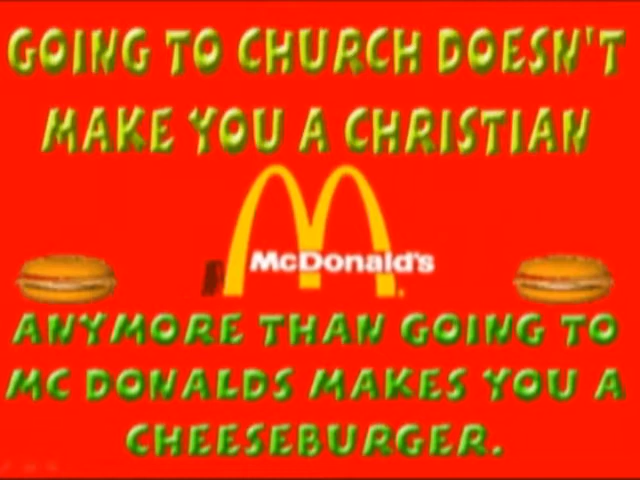 GOING TO CHURCH DOESN'T
MAKE YOU A CHRISTIAN
McDonald's
ANYMORE THAN GOING TO
MC DONALDS MAKES YOU A
CHEESEBURGER.